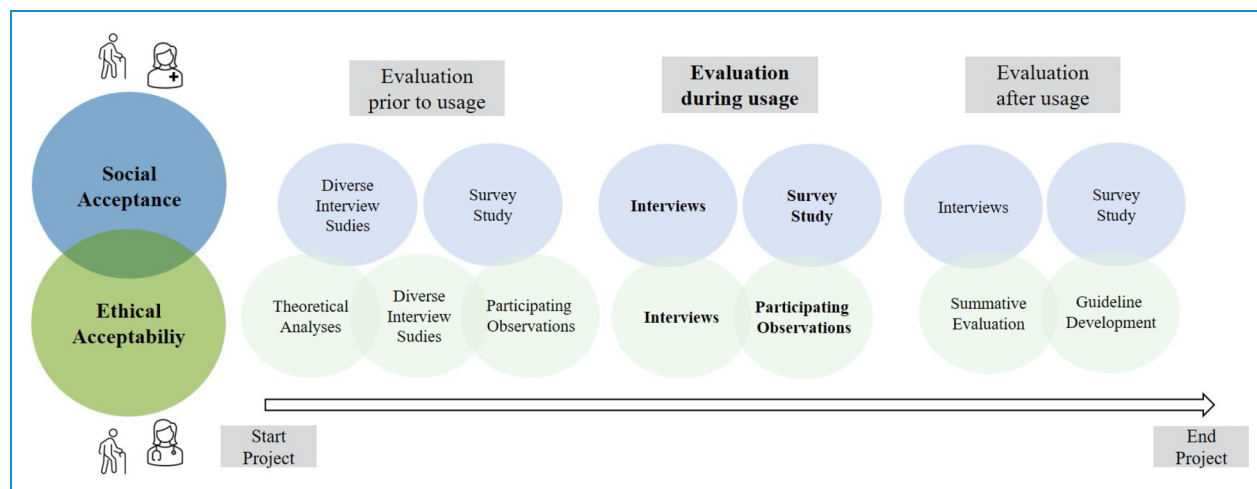 Evaluation
prior to usage
Evaluation
during usage
Evaluation
after usage
Social
Acceptance
Diverse
Interview
Sudies
Survey
Study
Interviews
Survey
Study
Interviews
Survey
Study
Ethical
Acceptabiliy
Theoretical
Analyses
Diverse
Interview
Sudies
Participating
Observations
Interviews
Participating
Observations
Summative
Evaluation
Guideline
Development
Start
Project
End
Project